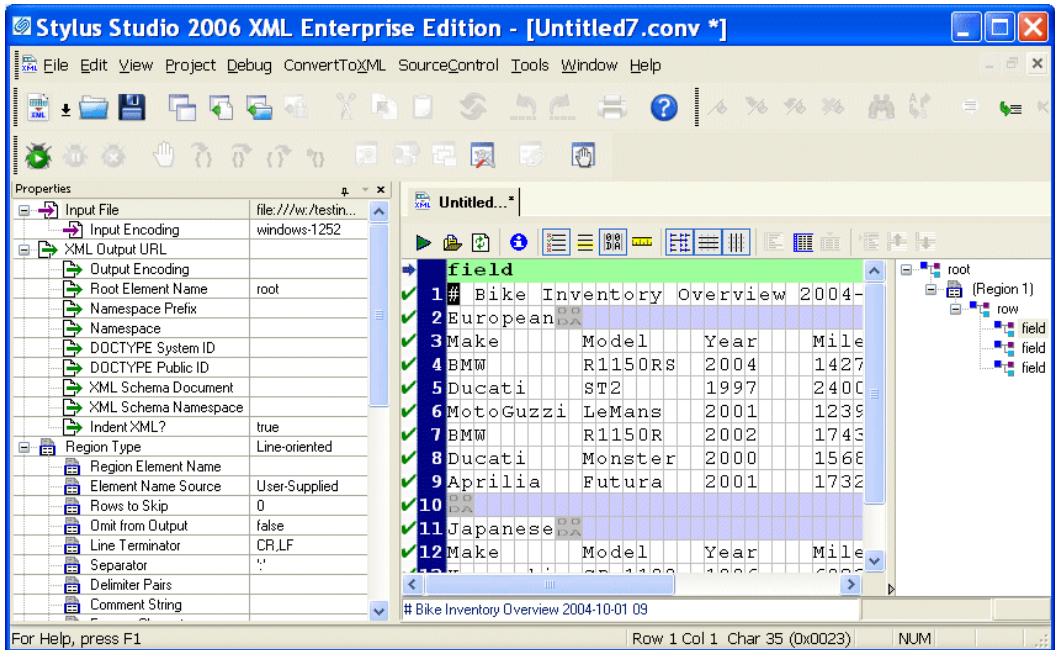 Stylus Studio 2006 XML Enterprise Edition - [Untitled7.conv *]
File Edit View Project Debug ConvertToXML SourceControl Tools Window Help
Properties
Input File file:///w:/testin...
Input Encoding windows-1252
XML Output URL
Output Encoding
Root Element Name root
Namespace Prefix
Namespace
DOCTYPE System ID
DOCTYPE Public ID
XML Schema Document
XML Schema Namespace
Indent XML? true
Region Type Line-oriented
Region Element Name
Element Name Source User-Supplied
Rows to Skip 0
Omit from Output false
Line Terminator CR,LF
Separator
Delimiter Pairs
Comment String
Untitled...*
field
1 # Bike Inventory Overview 2004-
2 European
3 Make Model Year Mile
4 BMW R1150RS 2004 1427
5 Ducati ST2 1997 2400
6 MotoGuzzi LeMans 2001 1239
7 BMW R1150R 2002 1743
8 Ducati Monster 2000 1568
9 Aprilia Futura 2001 1732
10
11 Japanese
12 Make Model Year Mile
# Bike Inventory Overview 2004-10-01 09
root
(Region 1)
row
field
field
field
For Help, press F1
Row 1 Col 1 Char 35 (0x0023)
NUM